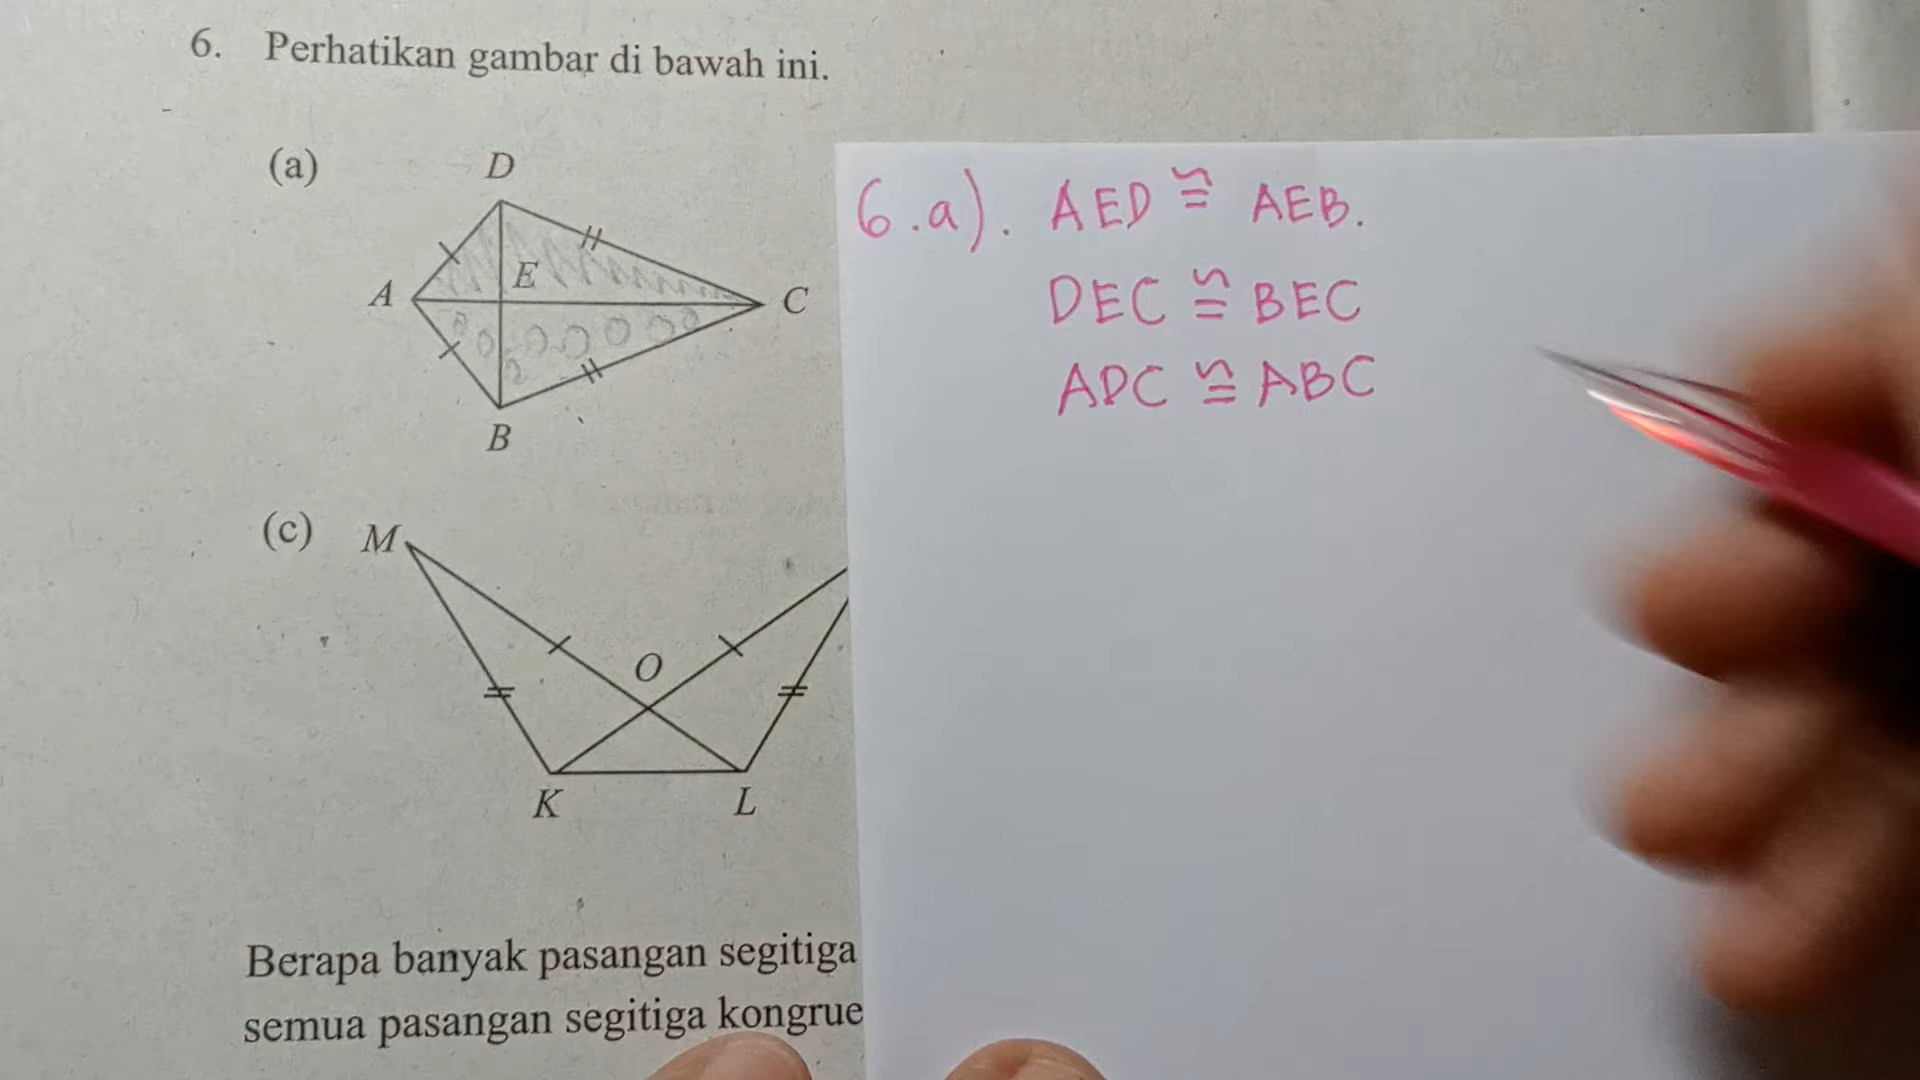 6. Perhatikan gambar di bawah ini.
(a)
D
A
E
C
B
6.a). AED ≅ AEB.
DEC ≅ BEC
ADC ≅ ABC
(c)
M
O
K
L
Berapa banyak pasangan segitiga
semua pasangan segitiga kongrue